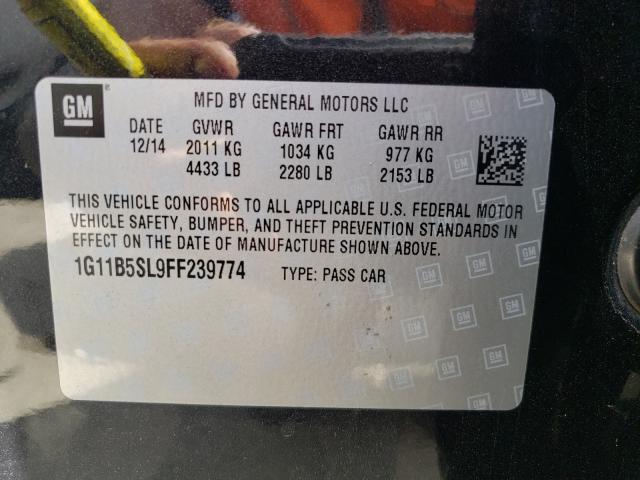 GM
MFD BY GENERAL MOTORS LLC
DATE GVWR GAWR FRT GAWR RR
12/14 2011 KG 1034 KG 977 KG
4433 LB 2280 LB 2153 LB
THIS VEHICLE CONFORMS TO ALL APPLICABLE U.S. FEDERAL MOTOR
VEHICLE SAFETY, BUMPER, AND THEFT PREVENTION STANDARDS IN
EFFECT ON THE DATE OF MANUFACTURE SHOWN ABOVE.
1G11B5SL9FF239774 TYPE: PASS CAR